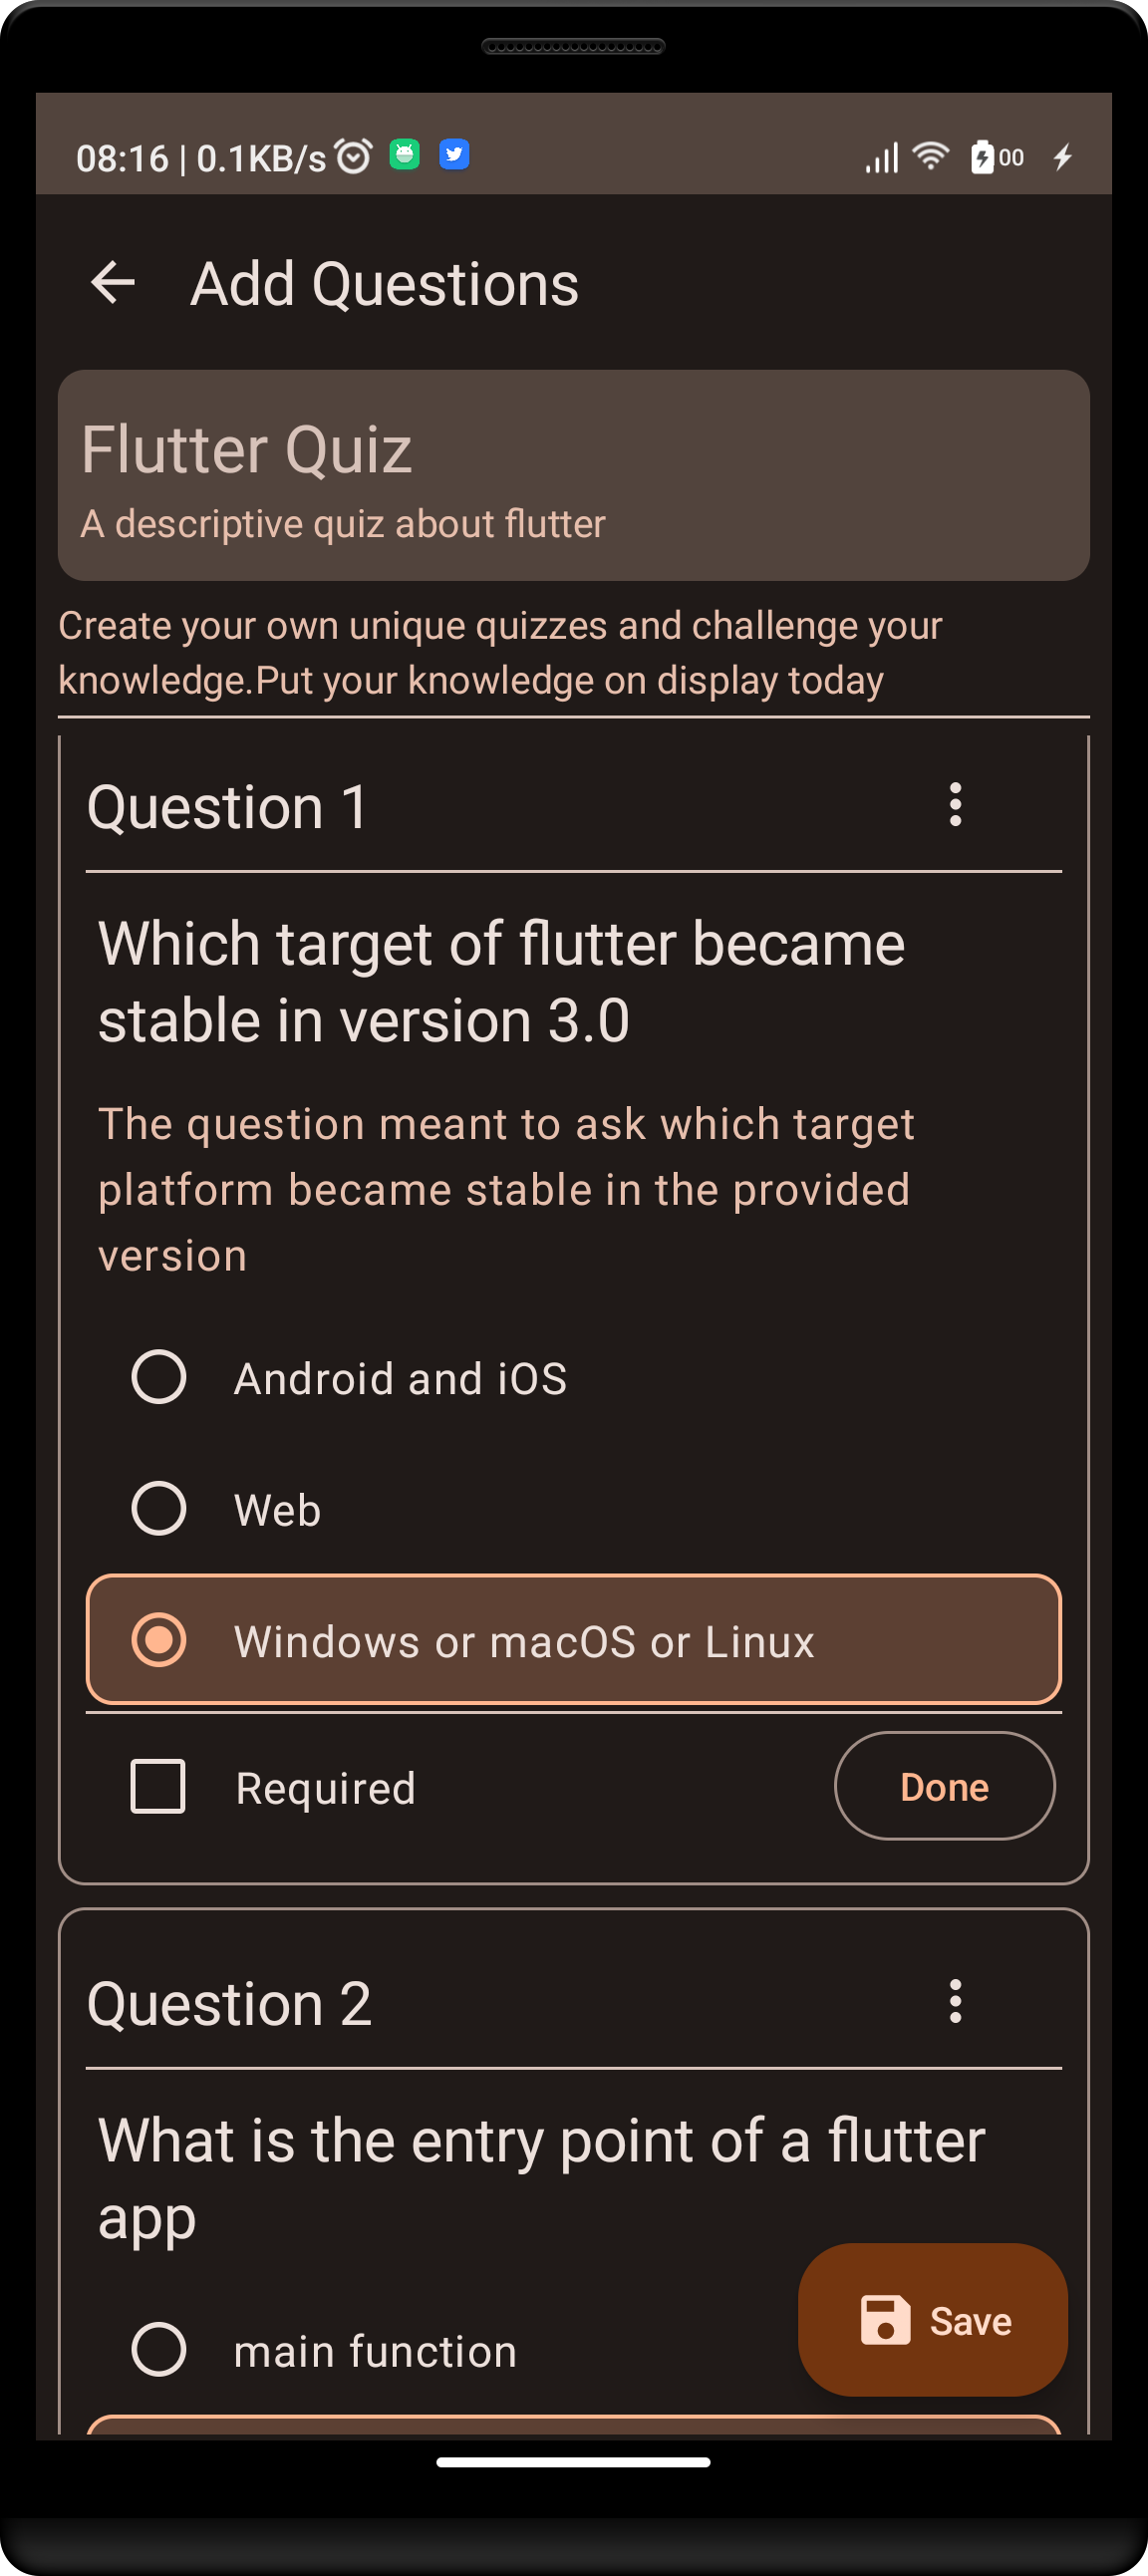 08:16 | 0.1KB/s 00
Add Questions
Flutter Quiz
A descriptive quiz about flutter
Create your own unique quizzes and challenge your
knowledge.Put your knowledge on display today
Question 1
Which target of flutter became
stable in version 3.0
The question meant to ask which target
platform became stable in the provided
version
Android and iOS
Web
Windows or macOS or Linux
Required Done
Question 2
What is the entry point of a flutter
app
main function
Save